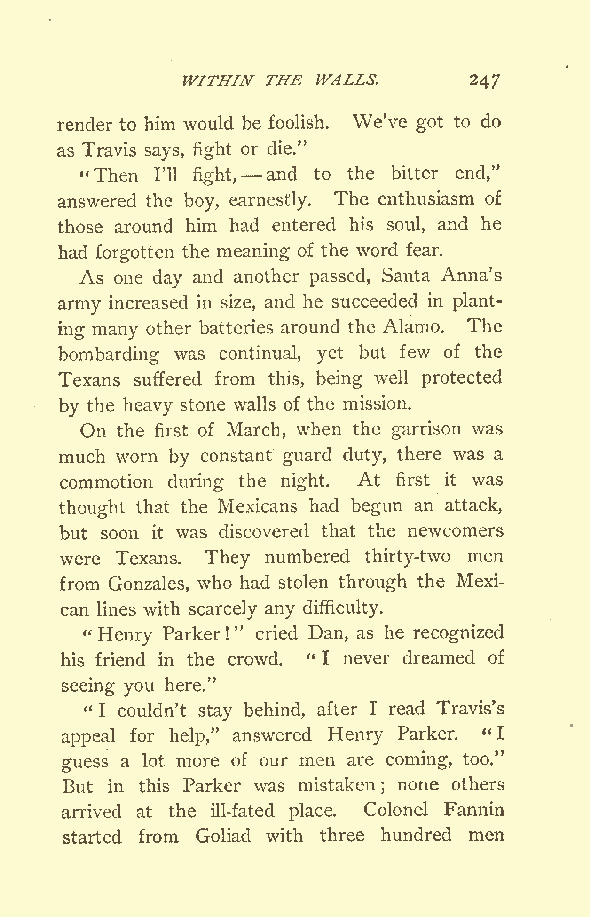 WITHIN THE WALLS. 247
render to him would be foolish. We've got to do
as Travis says, fight or die."
"Then I'll fight,—and to the bitter end,"
answered the boy, earnestly. The enthusiasm of
those around him had entered his soul, and he
had forgotten the meaning of the word fear.
As one day and another passed, Santa Anna's
army increased in size, and he succeeded in plant-
ing many other batteries around the Alamo. The
bombarding was continual, yet but few of the
Texans suffered from this, being well protected
by the heavy stone walls of the mission.
On the first of March, when the garrison was
much worn by constant guard duty, there was a
commotion during the night. At first it was
thought that the Mexicans had begun an attack,
but soon it was discovered that the newcomers
were Texans. They numbered thirty-two men
from Gonzales, who had stolen through the Mexi-
can lines with scarcely any difficulty.
"Henry Parker!" cried Dan, as he recognized
his friend in the crowd. "I never dreamed of
seeing you here."
"I couldn't stay behind, after I read Travis's
appeal for help," answered Henry Parker. "I
guess a lot more of our men are coming, too."
But in this Parker was mistaken; none others
arrived at the ill-fated place. Colonel Fannin
started from Goliad with three hundred men